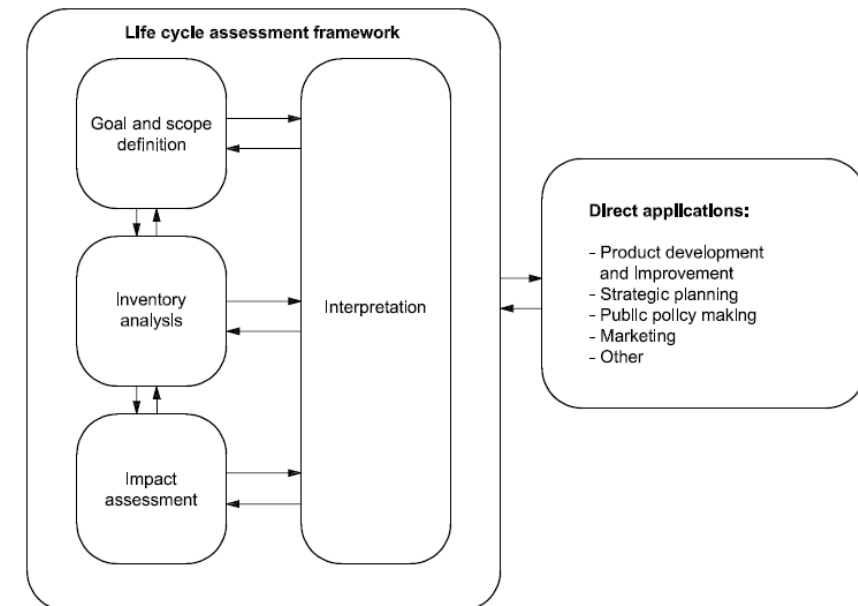 Life cycle assessment framework
Goal and scope
definition
Inventory
analysis
Impact
assessment
Interpretation
Direct applications:
- Product development
and Improvement
- Strategic planning
- Public policy making
- Marketing
- Other